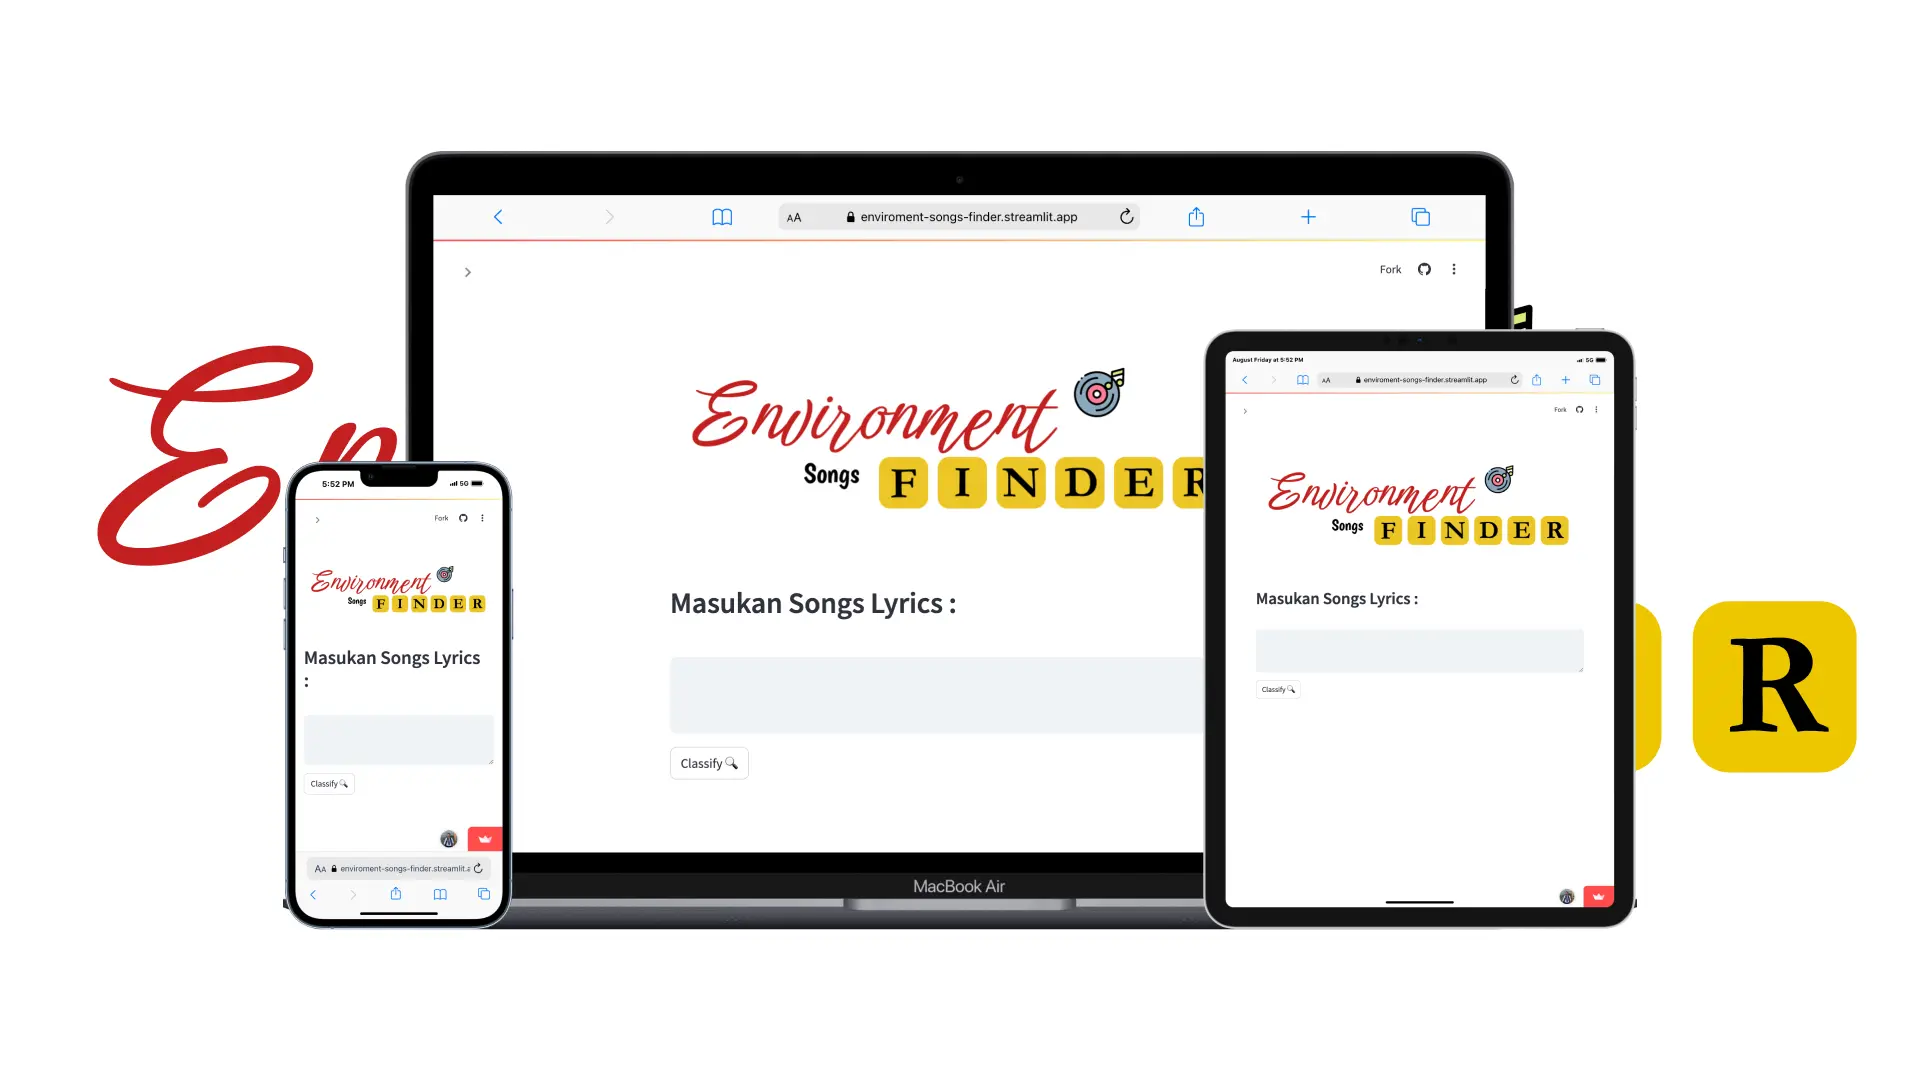 AA enviroment-songs-finder.streamlit.app
Fork
Environment
Songs FINDER
Masukan Songs Lyrics :
Classify
MacBook Air
En
R
5:52 PM 5G
Fork
Environment
Songs FINDER
Masukan Songs Lyrics
:
Classify
AA enviroment-songs-finder.streamlit.a
August Friday at 5:52 PM 5G
AA enviroment-songs-finder.streamlit.app
Fork
Environment
Songs FINDER
Masukan Songs Lyrics :
Classify